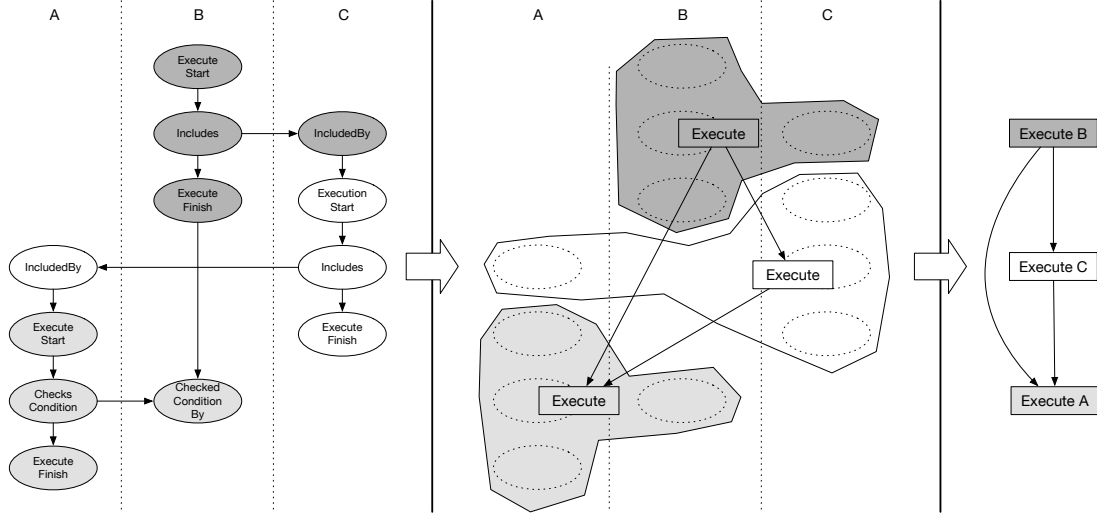 A
B
C
Execute
Start
Includes
IncludedBy
Execute
Finish
Execution
Start
IncludedBy
Includes
Execute
Start
Execute
Finish
Checks
Condition
Checked
Condition
By
Execute
Finish
A
B
C
Execute
Execute
Execute
Execute B
Execute C
Execute A